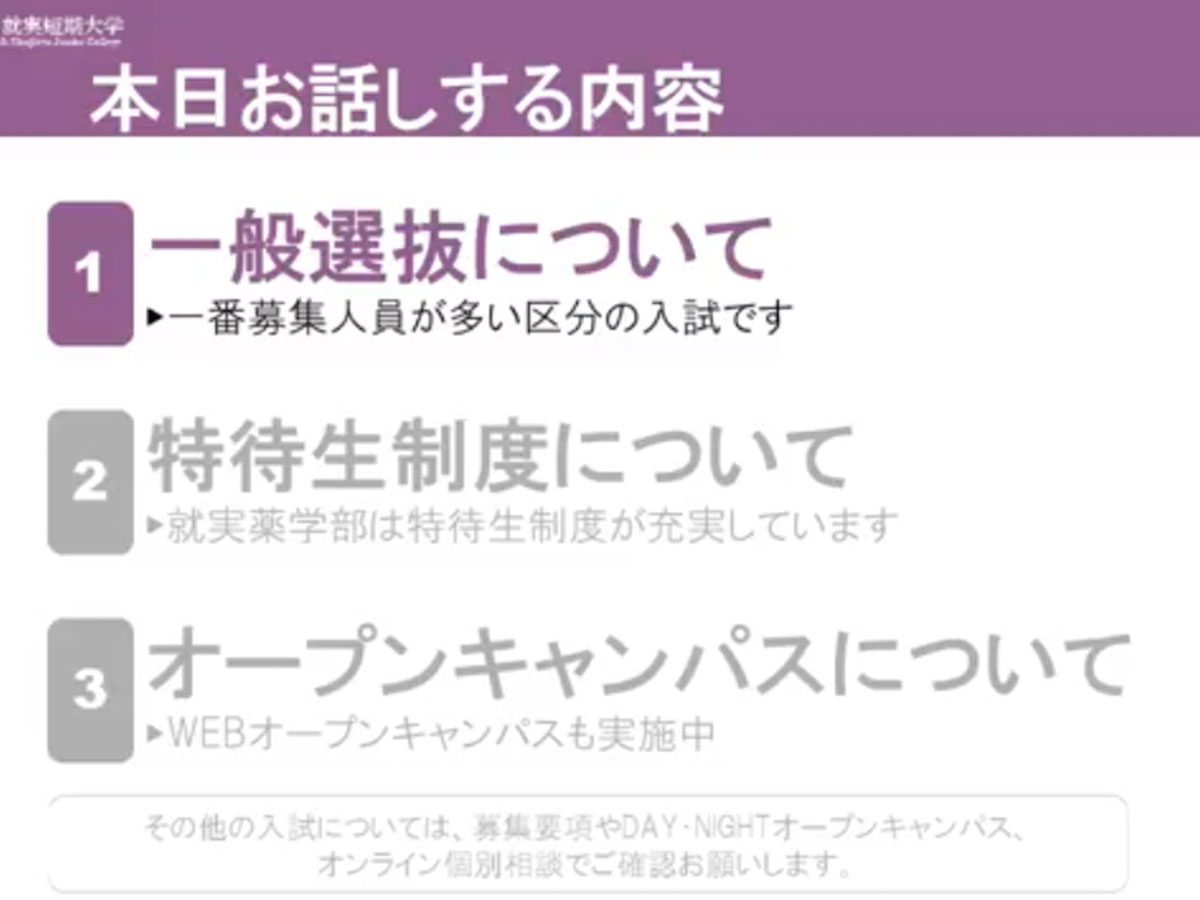 就実短期大学
本日お話しする内容
1
一般選抜について
▶一番募集人員が多い区分の入試です
2
特待生制度について
▶就実薬学部は特待生制度が充実しています
3
オープンキャンパスについて
▶WEBオープンキャンパスも実施中
その他の入試については、募集要項やDAY・NIGHTオープンキャンパス、
オンライン個別相談でご確認お願いします。